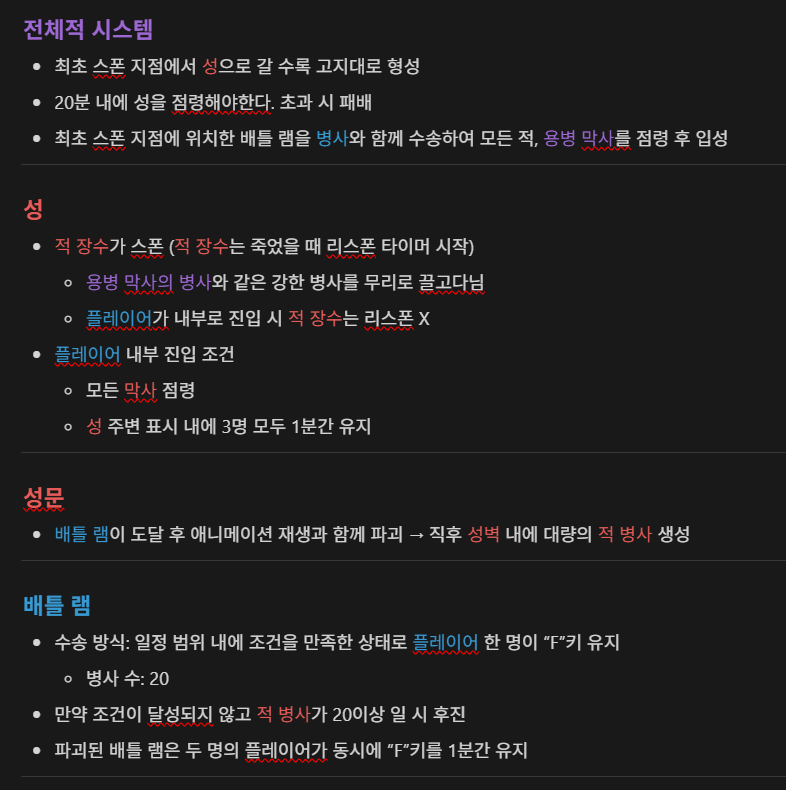 전체적 시스템
• 최초 스폰 지점에서 성으로 갈 수록 고지대로 형성
• 20분 내에 성을 점령해야한다. 초과 시 패배
• 최초 스폰 지점에 위치한 배틀 램을 병사와 함께 수송하여 모든 적, 용병 막사를 점령 후 입성
성
• 적 장수가 스폰 (적 장수는 죽었을 때 리스폰 타이머 시작)
◦ 용병 막사의 병사와 같은 강한 병사를 무리로 끌고다님
◦ 플레이어가 내부로 진입 시 적 장수는 리스폰 X
• 플레이어 내부 진입 조건
◦ 모든 막사 점령
◦ 성 주변 표시 내에 3명 모두 1분간 유지
성문
• 배틀 램이 도달 후 애니메이션 재생과 함께 파괴 → 직후 성벽 내에 대량의 적 병사 생성
배틀 램
• 수송 방식: 일정 범위 내에 조건을 만족한 상태로 플레이어 한 명이 "F"키 유지
◦ 병사 수: 20
• 만약 조건이 달성되지 않고 적 병사가 20이상 일 시 후진
• 파괴된 배틀 램은 두 명의 플레이어가 동시에 "F"키를 1분간 유지